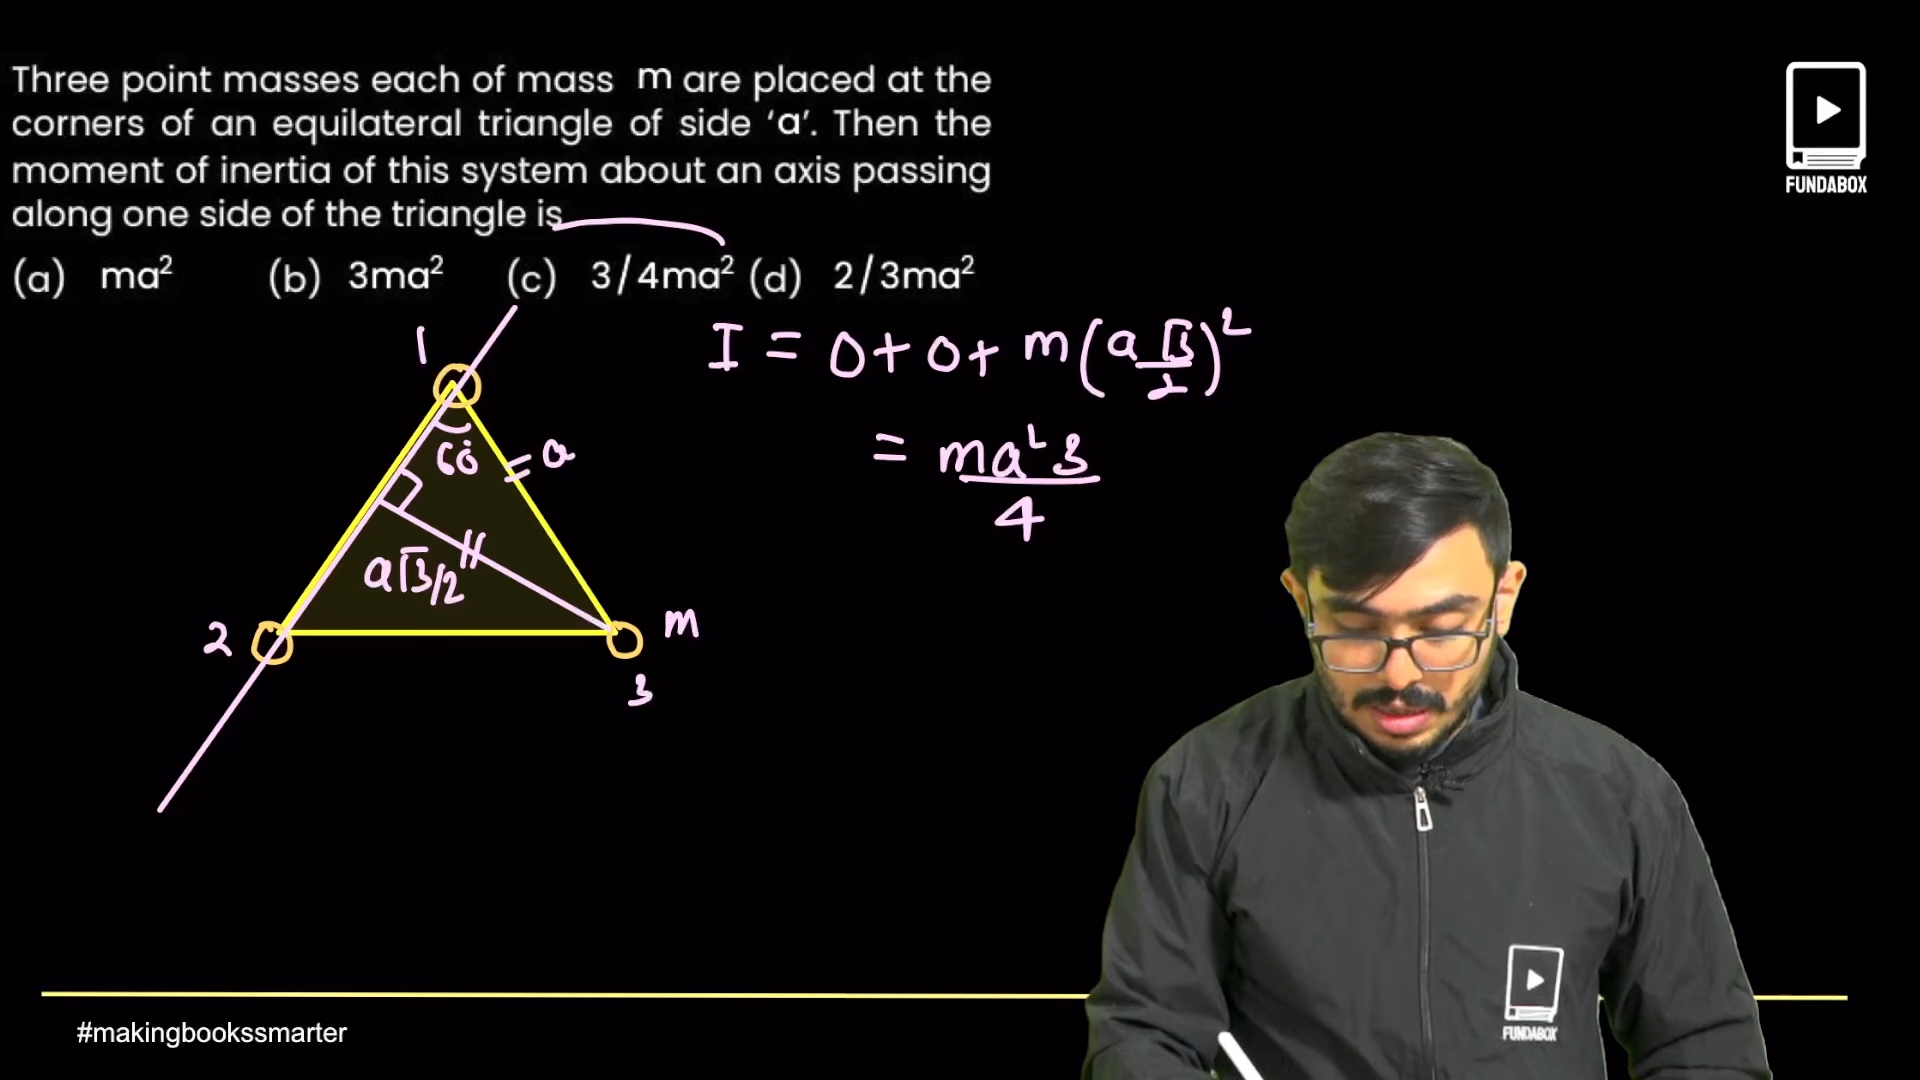 Three point masses each of mass m are placed at the
corners of an equilateral triangle of side ‘a’. Then the
moment of inertia of this system about an axis passing
along one side of the triangle is
(a) ma² (b) 3ma² (c) 3/4ma² (d) 2/3ma²
FUNDABOX
1
60°
a
a√3/2
2
m
3
I = 0 + 0 + m(a√3/2)²
= ma²3/4
FUNDABOX
#makingbookssmarter